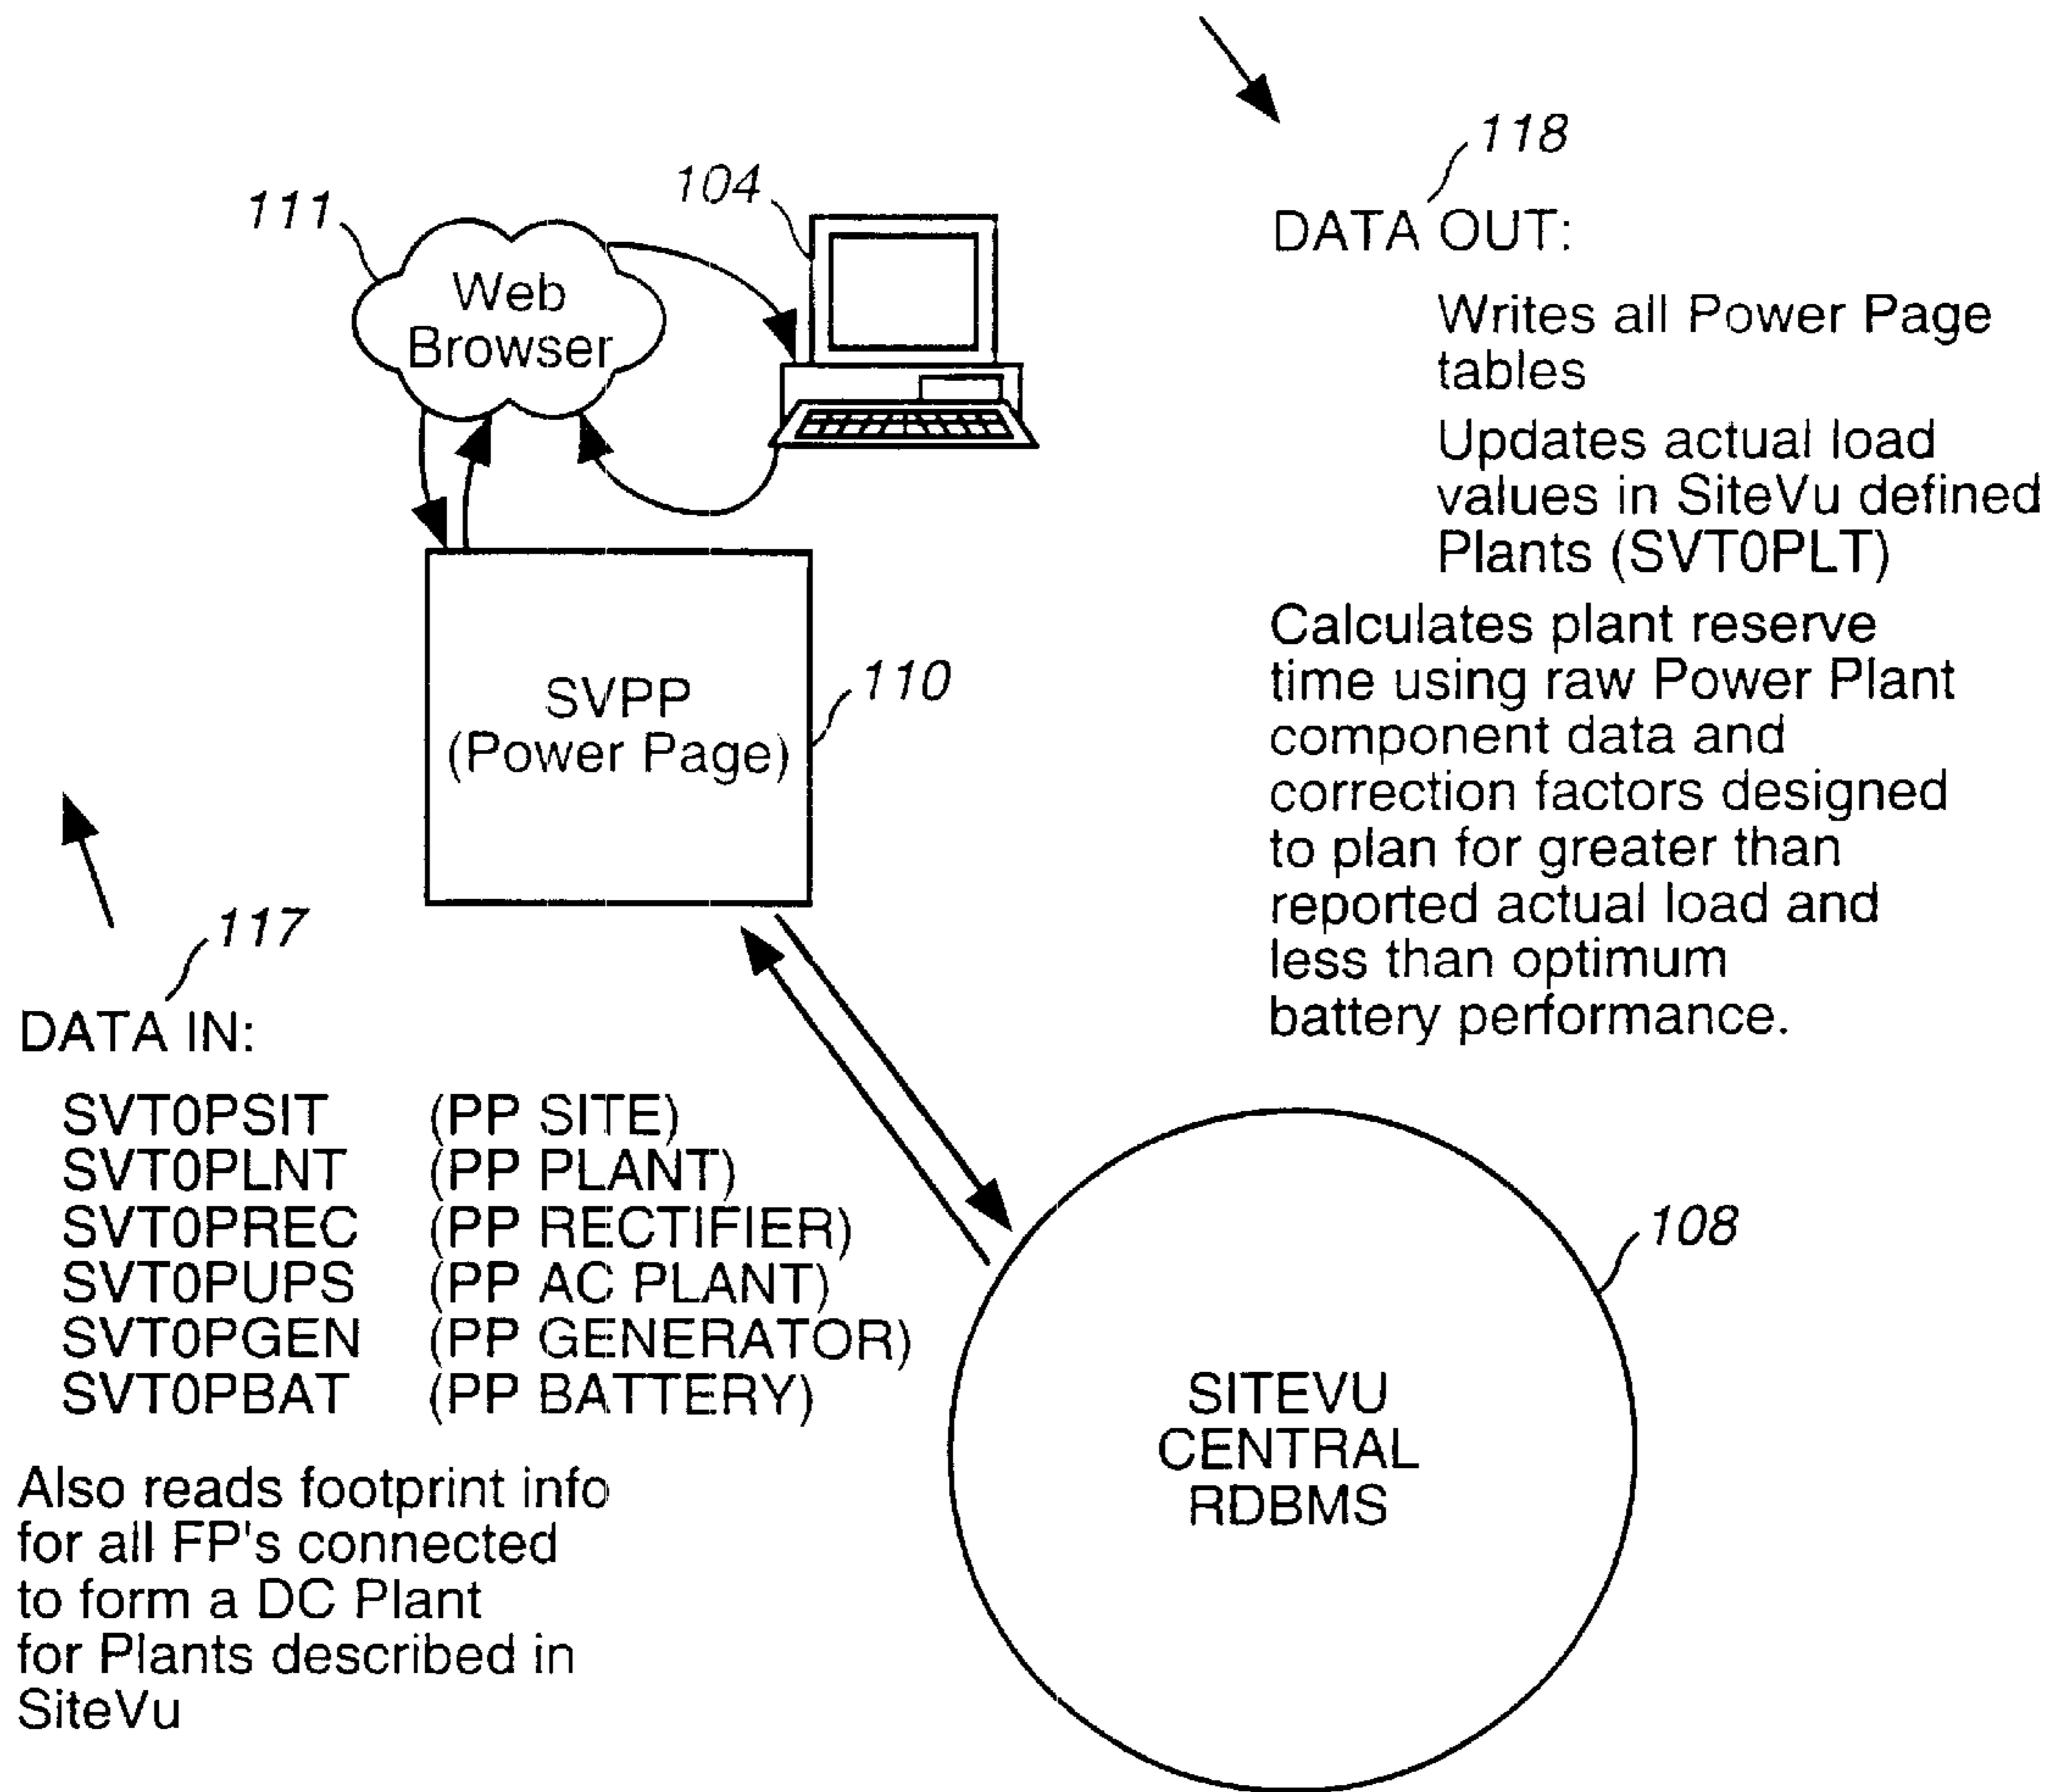 118
DATA OUT:
Writes all Power Page
tables
Updates actual load
values in SiteVu defined
Plants (SVT0PLT)
Calculates plant reserve
time using raw Power Plant
component data and
correction factors designed
to plan for greater than
reported actual load and
less than optimum
battery performance.
104
111
Web
Browser
SVPP
(Power Page)
110
117
DATA IN:
SVT0PSIT (PP SITE)
SVT0PLNT (PP PLANT)
SVT0PREC (PP RECTIFIER)
SVT0PUPS (PP AC PLANT)
SVT0PGEN (PP GENERATOR)
SVT0PBAT (PP BATTERY)
Also reads footprint info
for all FP's connected
to form a DC Plant
for Plants described in
SiteVu
108
SITEVU
CENTRAL
RDBMS